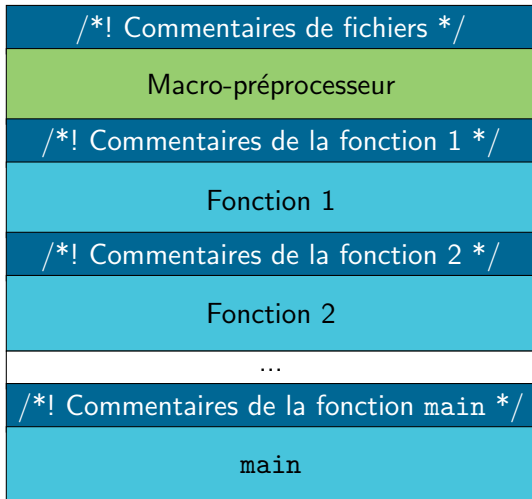 /*! Commentaires de fichiers */
Macro-préprocesseur
/*! Commentaires de la fonction 1 */
Fonction 1
/*! Commentaires de la fonction 2 */
Fonction 2
...
/*! Commentaires de la fonction main */
main